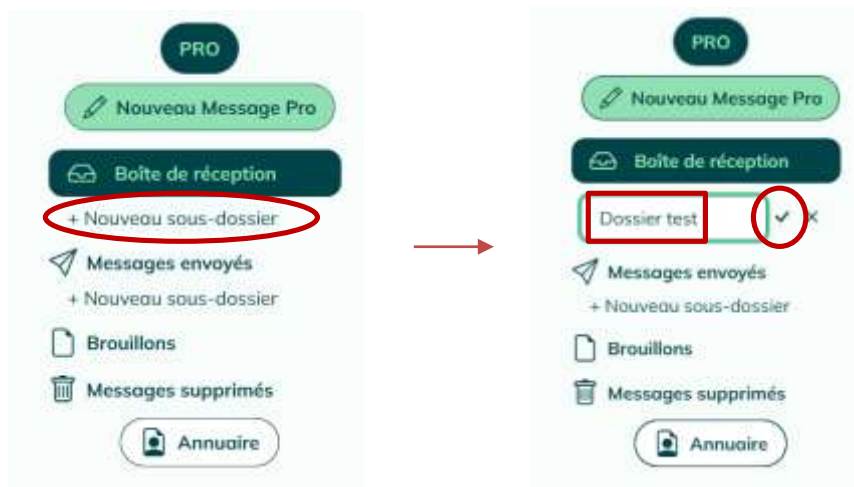 PRO
Nouveau Message Pro
Boîte de réception
+ Nouveau sous-dossier
Messages envoyés
+ Nouveau sous-dossier
Brouillons
Messages supprimés
Annuaire
PRO
Nouveau Message Pro
Boîte de réception
Dossier test
Messages envoyés
+ Nouveau sous-dossier
Brouillons
Messages supprimés
Annuaire